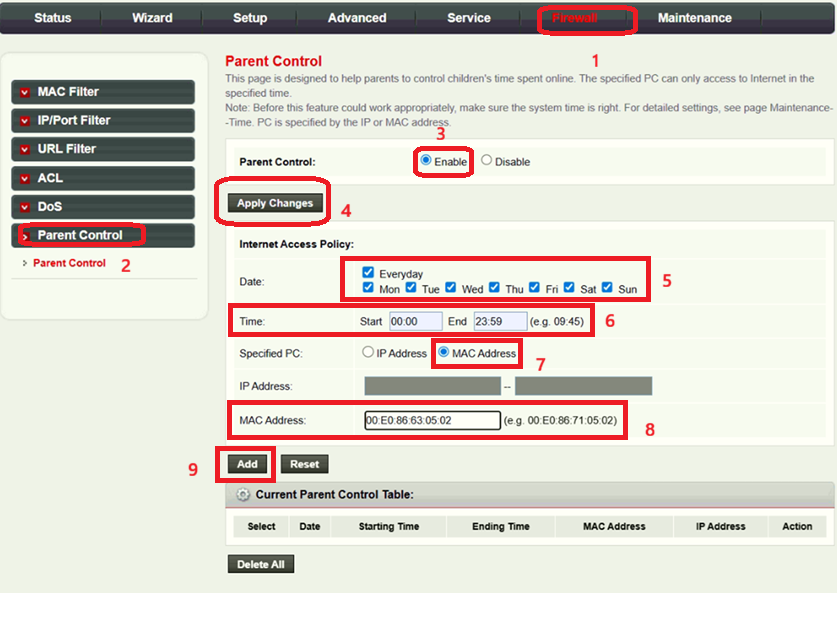 Status Wizard Setup Advanced Service Firewall Maintenance
1
Parent Control
This page is designed to help parents to control children's time spent online. The specified PC can only access to Internet in the
specified time.
Note: Before this feature could work appropriately, make sure the system time is right. For detailed settings, see page Maintenance-
-Time. PC is specified by the IP or MAC address.
MAC Filter
IP/Port Filter
URL Filter
ACL
DoS
Parent Control
> Parent Control 2
3
Parent Control: Enable Disable
Apply Changes 4
Internet Access Policy:
Date: Everyday
Mon Tue Wed Thu Fri Sat Sun 5
Time: Start 00:00 End 23:59 (e.g. 09:45) 6
Specified PC: IP Address MAC Address 7
IP Address: --
MAC Address: 00:E0:86:63:05:02 (e.g. 00:E0:86:71:05:02) 8
9 Add Reset
Current Parent Control Table:
Select Date Starting Time Ending Time MAC Address IP Address Action
Delete All